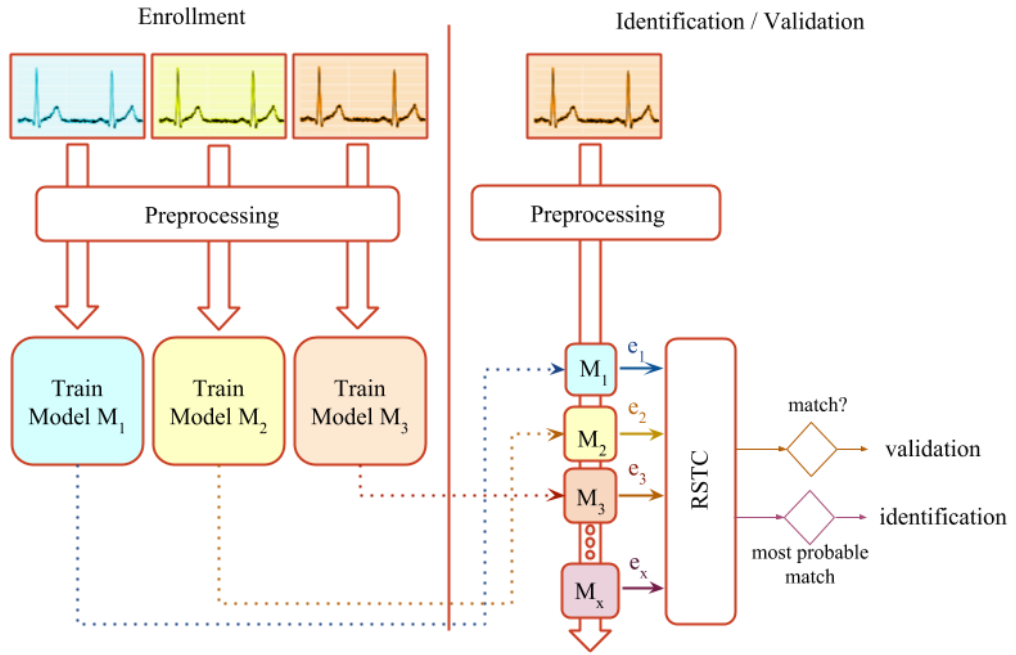 Enrollment
Identification / Validation
Preprocessing
Preprocessing
Train
Model M1
Train
Model M2
Train
Model M3
M1
e1
M2
e2
M3
e3
Mx
ex
RSTC
match?
validation
identification
most probable
match